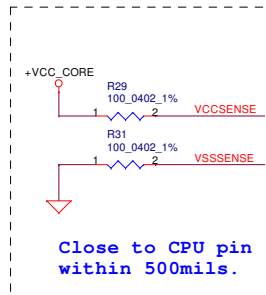 +VCC_CORE
R29
100_0402_1%
1 2 VCCSENSE
R31
100_0402_1%
1 2 VSSSENSE
Close to CPU pin
within 500mils.